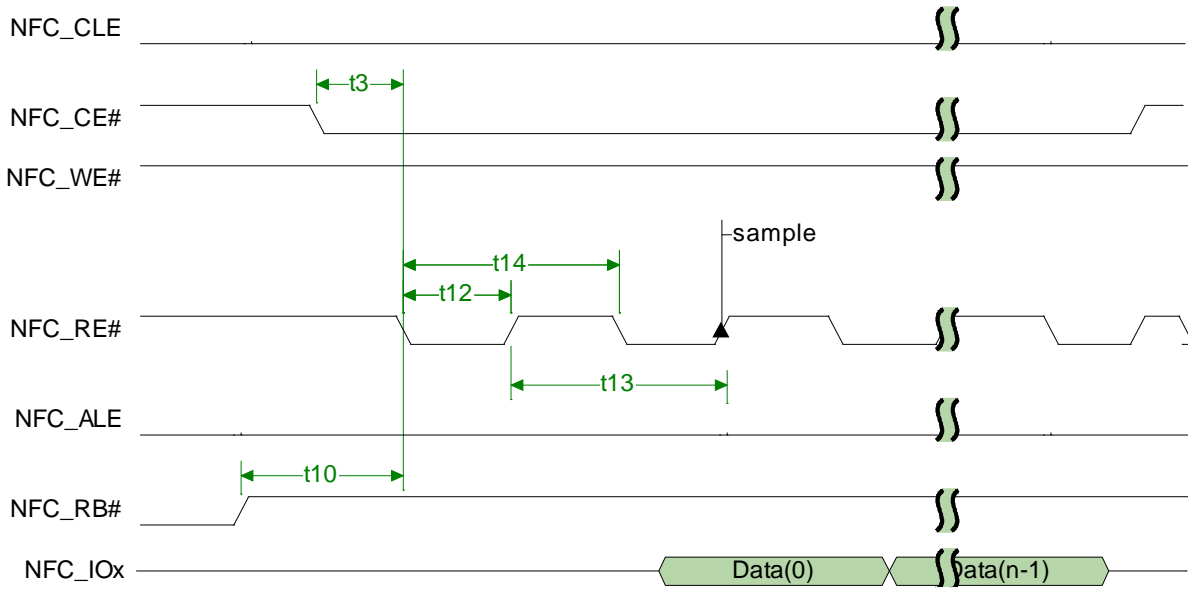 NFC_CLE
t3
NFC_CE#
NFC_WE#
sample
t14
t12
NFC_RE#
t13
NFC_ALE
t10
NFC_RB#
NFC_IOx Data(0) Data(n-1)